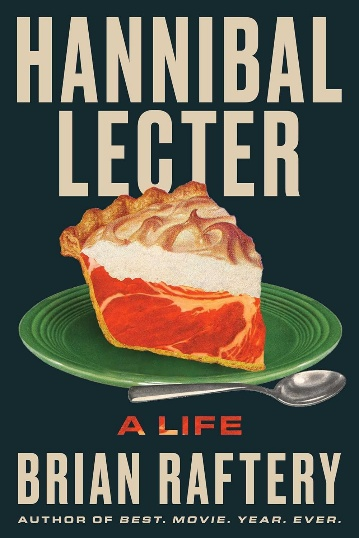 HANNIBAL
LECTER
A LIFE
BRIAN RAFTERY
AUTHOR OF BEST. MOVIE. YEAR. EVER.